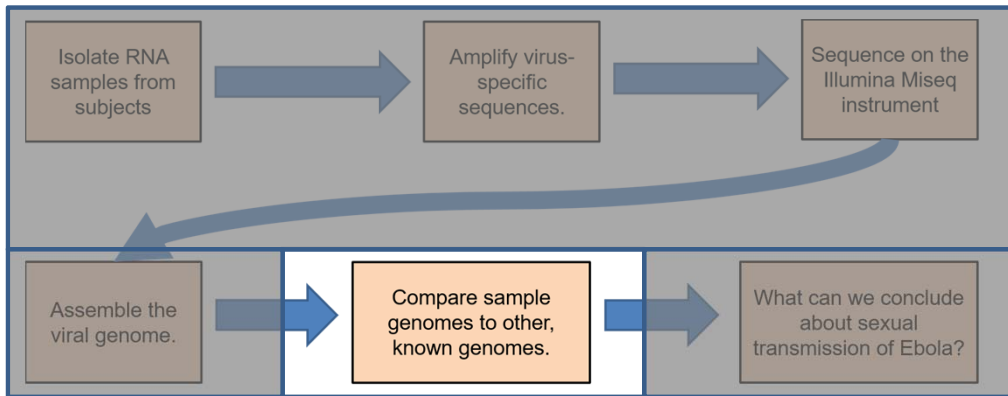 Isolate RNA
samples from
subjects
Amplify virus-
specific
sequences.
Sequence on the
Illumina Miseq
instrument
Assemble the
viral genome.
Compare sample
genomes to other,
known genomes.
What can we conclude
about sexual
transmission of Ebola?